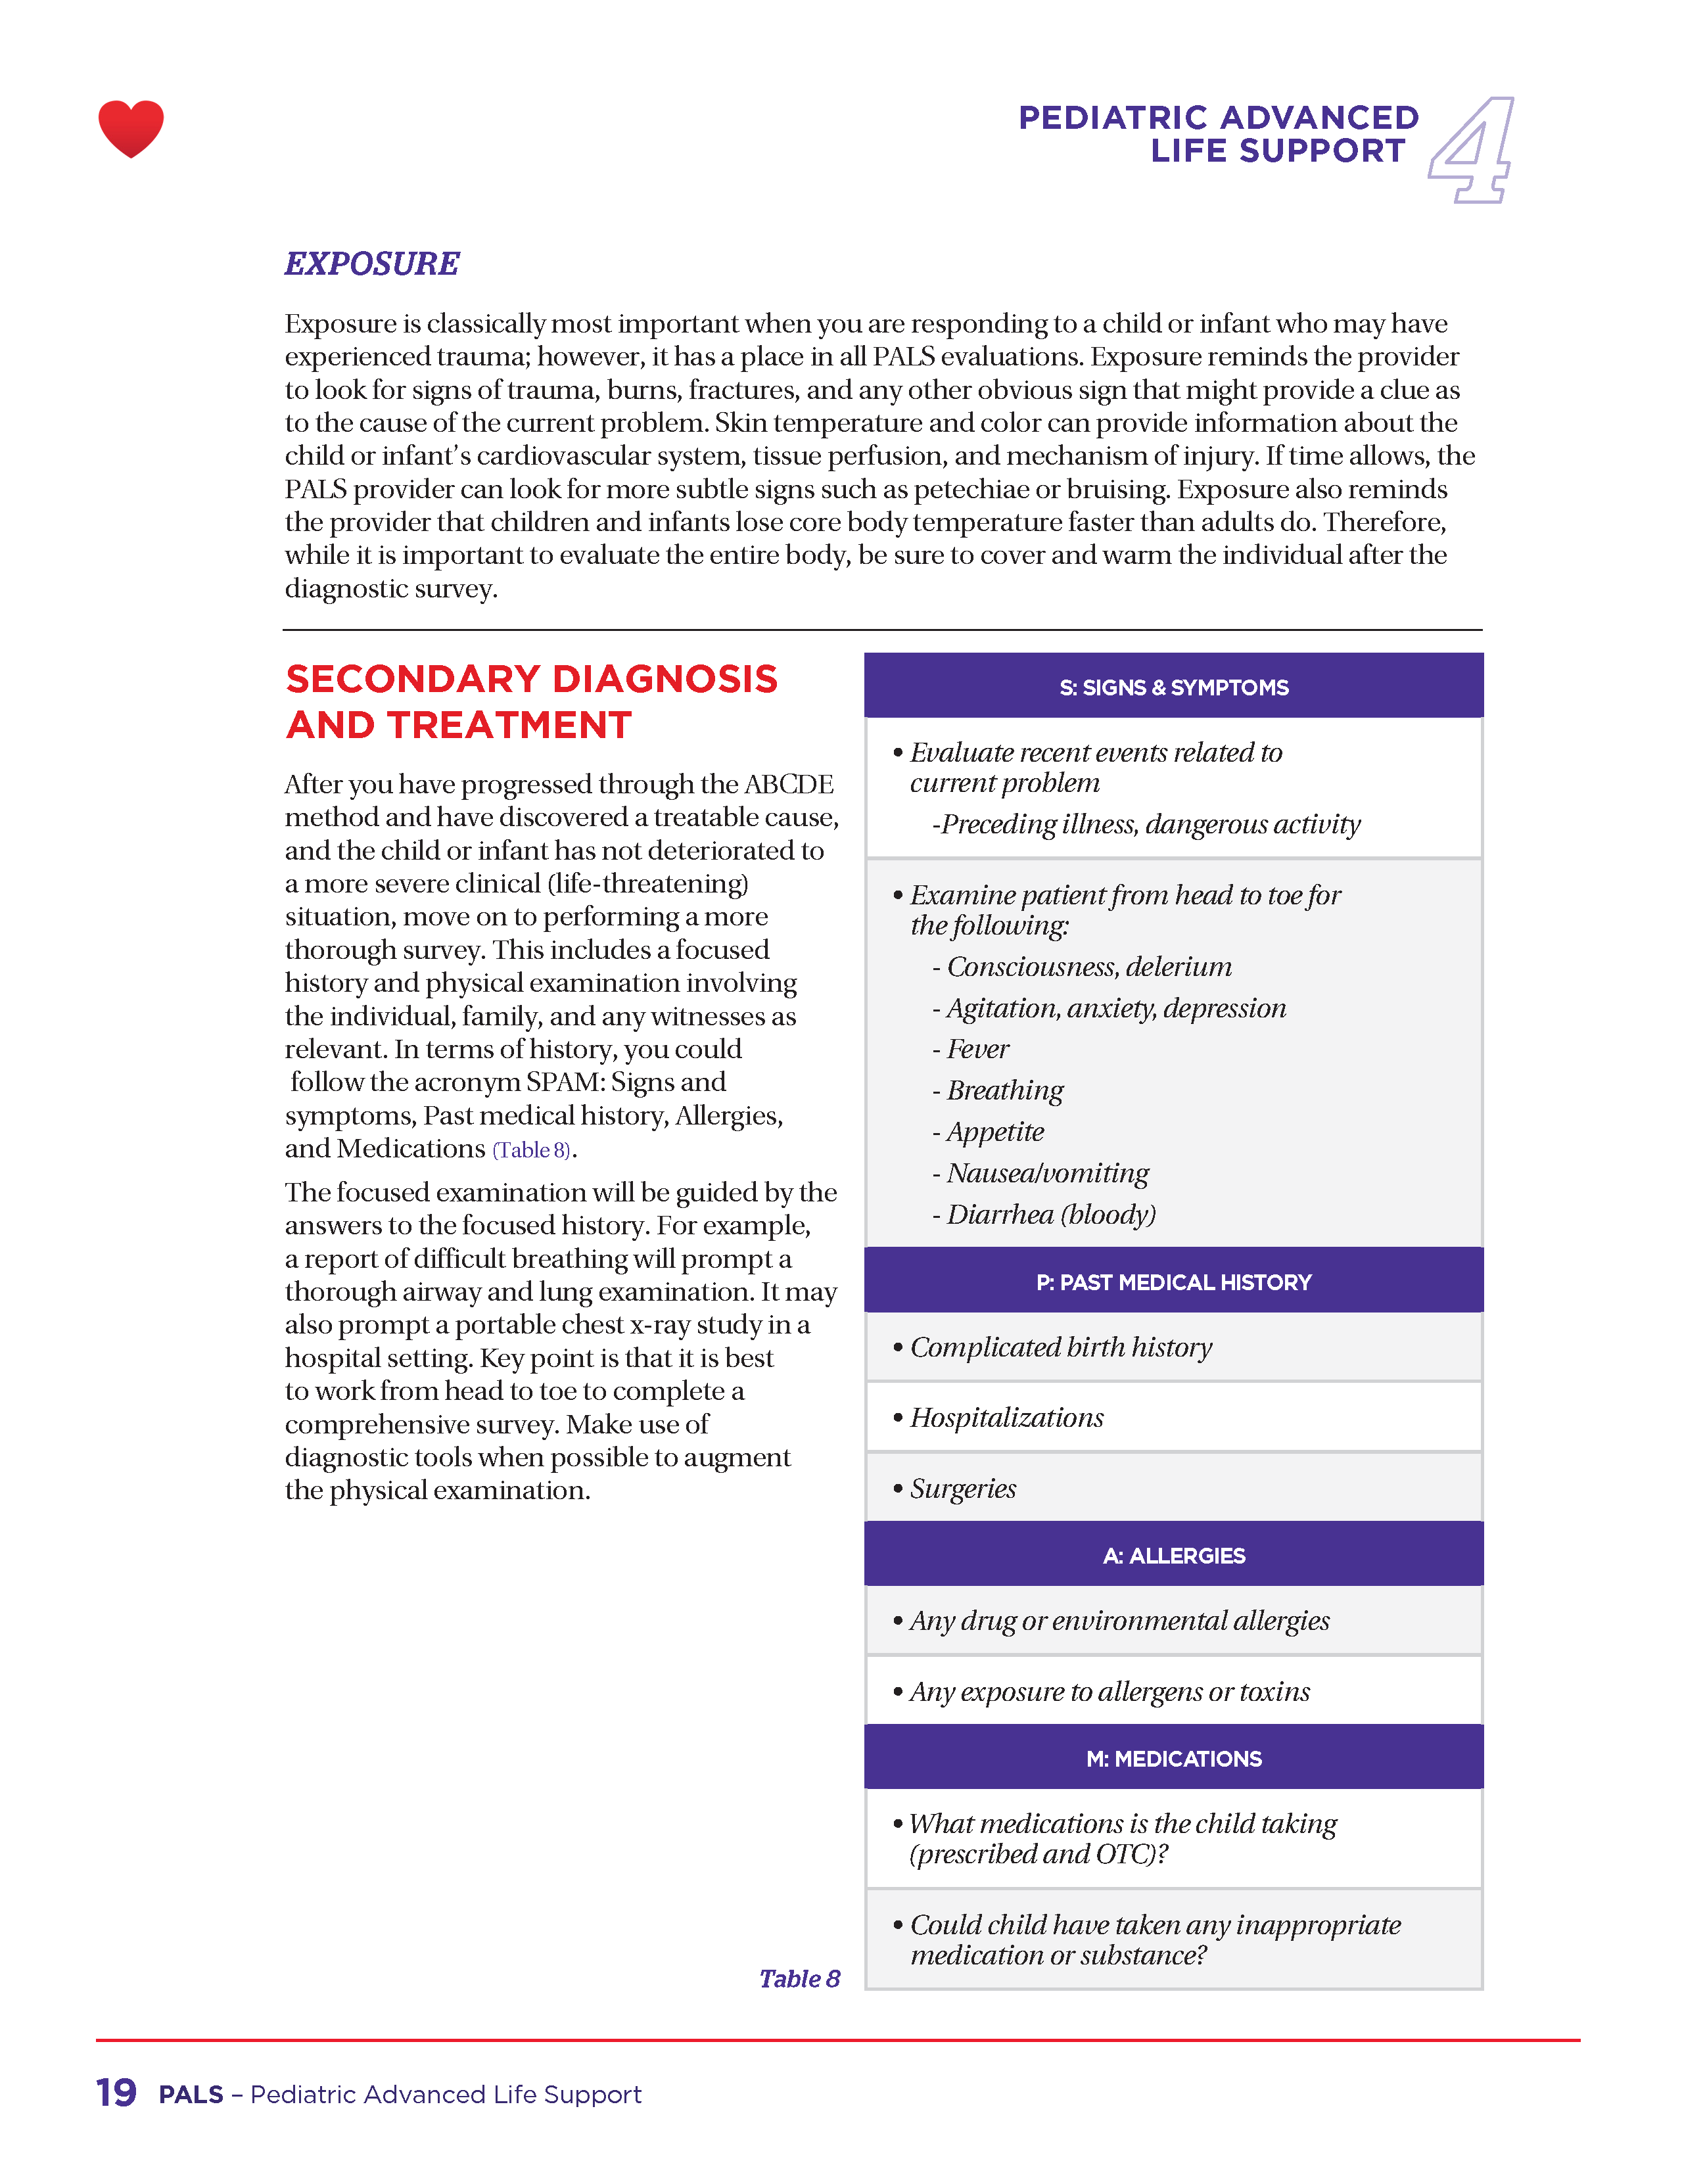 PEDIATRIC ADVANCED
LIFE SUPPORT
4
EXPOSURE
Exposure is classically most important when you are responding to a child or infant who may have
experienced trauma; however, it has a place in all PALS evaluations. Exposure reminds the provider
to look for signs of trauma, burns, fractures, and any other obvious sign that might provide a clue as
to the cause of the current problem. Skin temperature and color can provide information about the
child or infant’s cardiovascular system, tissue perfusion, and mechanism of injury. If time allows, the
PALS provider can look for more subtle signs such as petechiae or bruising. Exposure also reminds
the provider that children and infants lose core body temperature faster than adults do. Therefore,
while it is important to evaluate the entire body, be sure to cover and warm the individual after the
diagnostic survey.
SECONDARY DIAGNOSIS
AND TREATMENT
After you have progressed through the ABCDE
method and have discovered a treatable cause,
and the child or infant has not deteriorated to
a more severe clinical (life-threatening)
situation, move on to performing a more
thorough survey. This includes a focused
history and physical examination involving
the individual, family, and any witnesses as
relevant. In terms of history, you could
follow the acronym SPAM: Signs and
symptoms, Past medical history, Allergies,
and Medications (Table 8).
The focused examination will be guided by the
answers to the focused history. For example,
a report of difficult breathing will prompt a
thorough airway and lung examination. It may
also prompt a portable chest x-ray study in a
hospital setting. Key point is that it is best
to work from head to toe to complete a
comprehensive survey. Make use of
diagnostic tools when possible to augment
the physical examination.
S: SIGNS & SYMPTOMS
• Evaluate recent events related to
current problem
-Preceding illness, dangerous activity
• Examine patient from head to toe for
the following:
- Consciousness, delerium
- Agitation, anxiety, depression
- Fever
- Breathing
- Appetite
- Nausea/vomiting
- Diarrhea (bloody)
P: PAST MEDICAL HISTORY
• Complicated birth history
• Hospitalizations
• Surgeries
A: ALLERGIES
• Any drug or environmental allergies
• Any exposure to allergens or toxins
M: MEDICATIONS
• What medications is the child taking
(prescribed and OTC)?
• Could child have taken any inappropriate
medication or substance?
Table 8
19 PALS – Pediatric Advanced Life Support